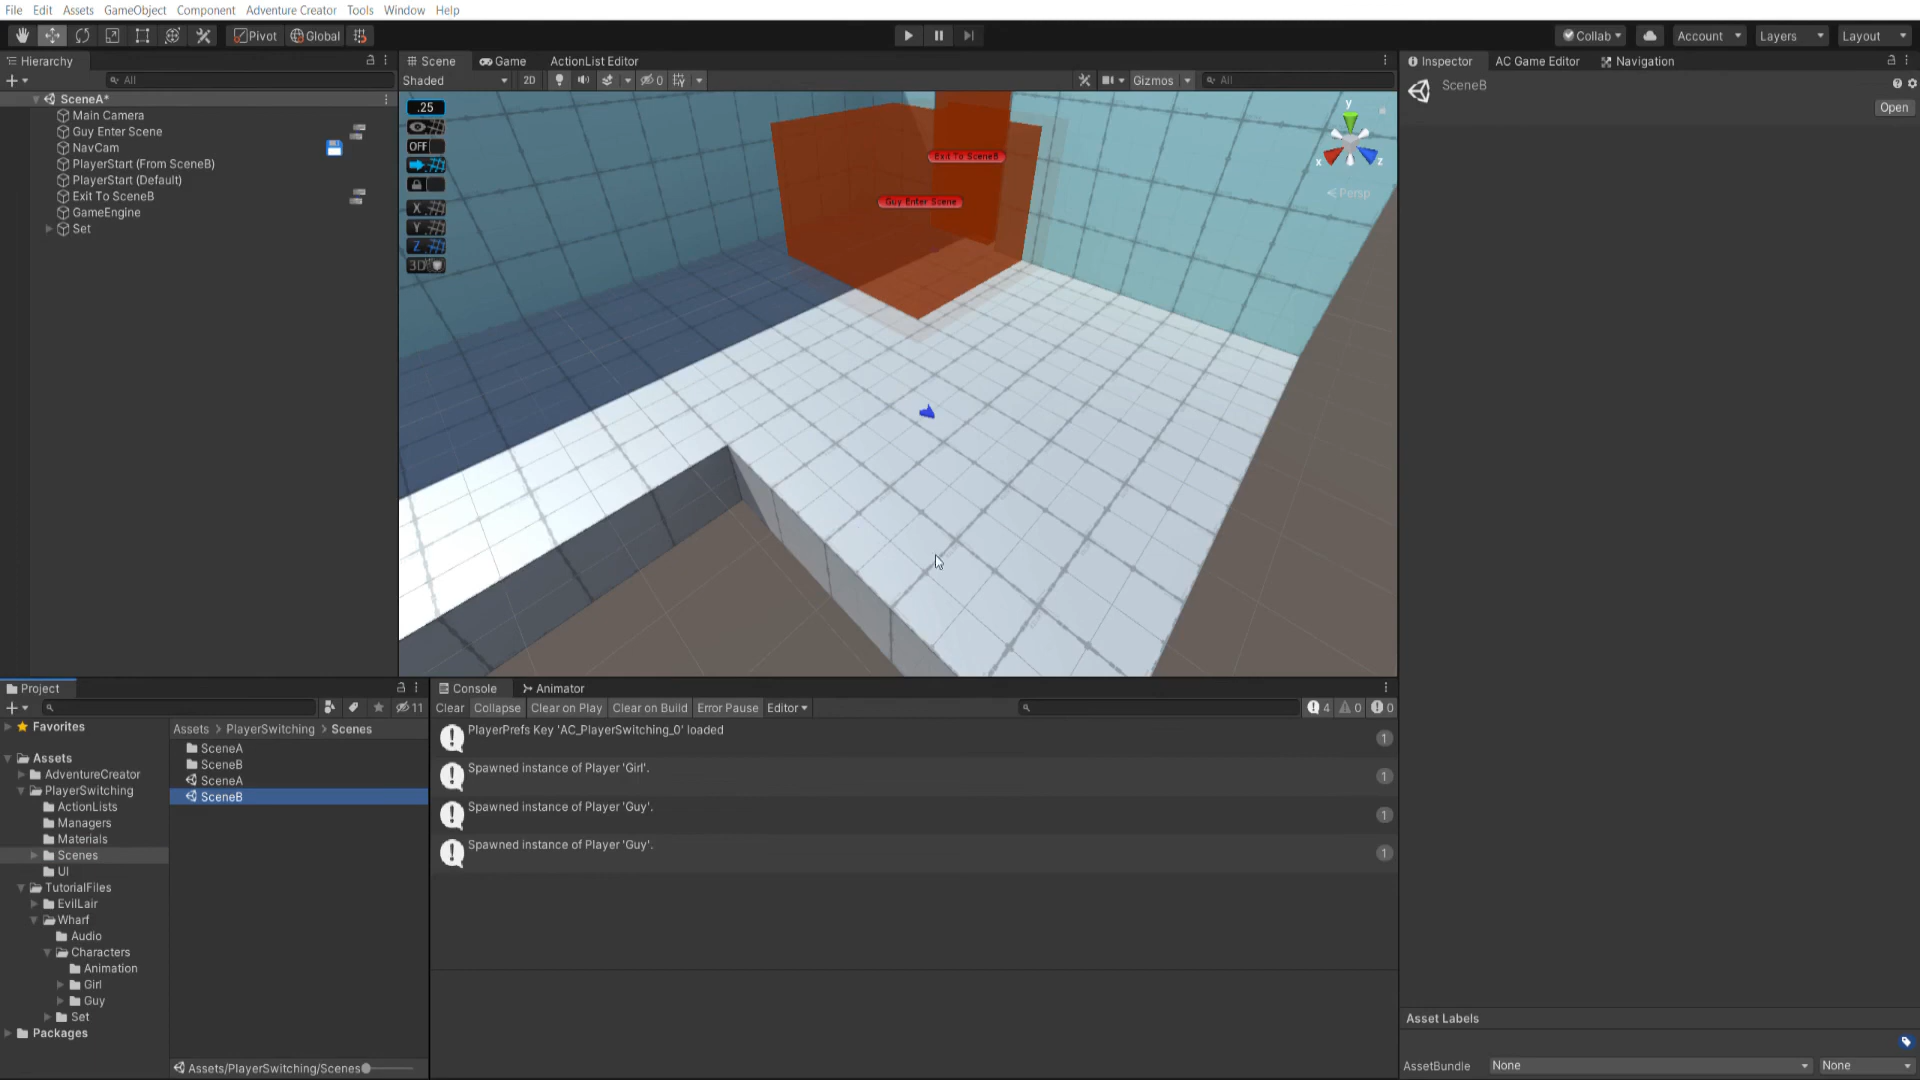 File Edit Assets GameObject Component Adventure Creator Tools Window Help
Pivot Global Collab Account Layers Layout
Hierarchy
All
SceneA*
Main Camera
Guy Enter Scene
NavCam
PlayerStart (From SceneB)
PlayerStart (Default)
Exit To SceneB
GameEngine
Set
Scene Game ActionList Editor
Shaded 2D 0 Gizmos All
.25
OFF
X
Y
Z
3D
Exit To SceneB
Guy Enter Scene
y
x z
Persp
Inspector AC Game Editor Navigation
SceneB
Open
Project
11
Favorites
Assets
AdventureCreator
PlayerSwitching
ActionLists
Managers
Materials
Scenes
UI
TutorialFiles
EvilLair
Wharf
Audio
Characters
Animation
Girl
Guy
Set
Packages
Assets > PlayerSwitching > Scenes
SceneA
SceneB
SceneA
SceneB
Assets/PlayerSwitching/Scenes
Console Animator
Clear Collapse Clear on Play Clear on Build Error Pause Editor 4 0 0
PlayerPrefs Key 'AC_PlayerSwitching_0' loaded 1
Spawned instance of Player 'Girl'. 1
Spawned instance of Player 'Guy'. 1
Spawned instance of Player 'Guy'. 1
Asset Labels
AssetBundle None None